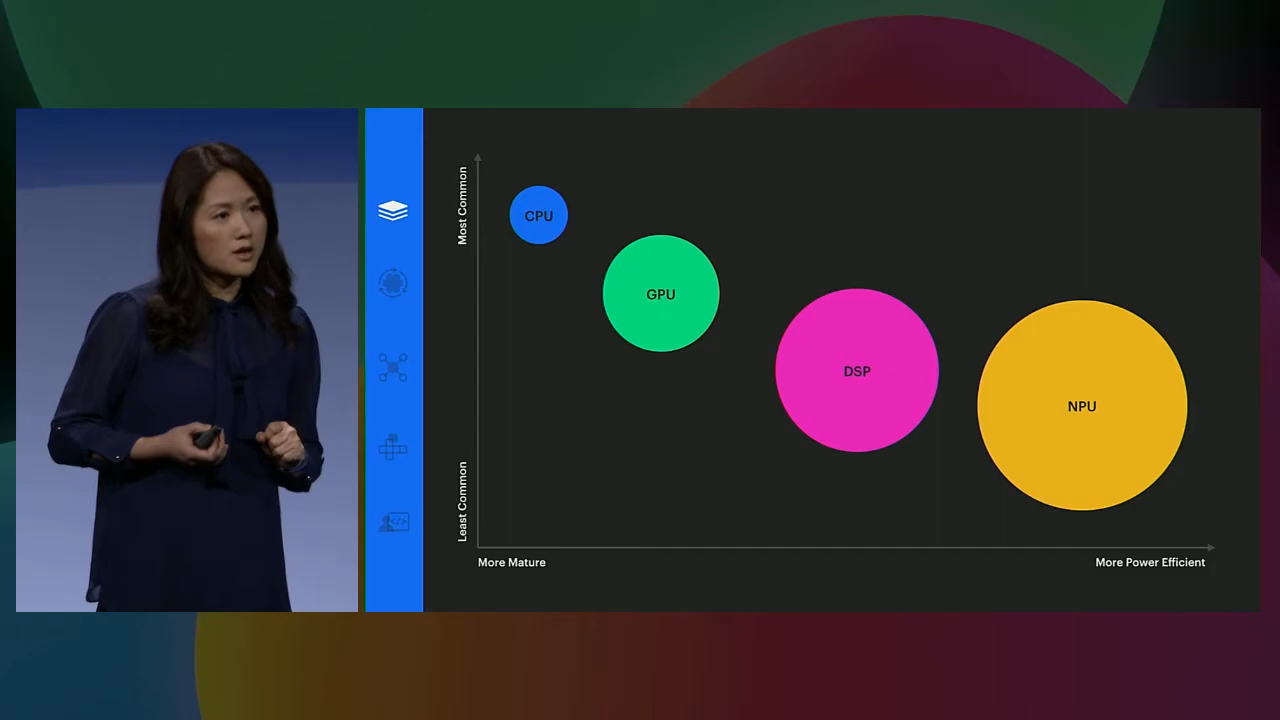 Most Common
CPU
GPU
DSP
NPU
Least Common
More Mature
More Power Efficient